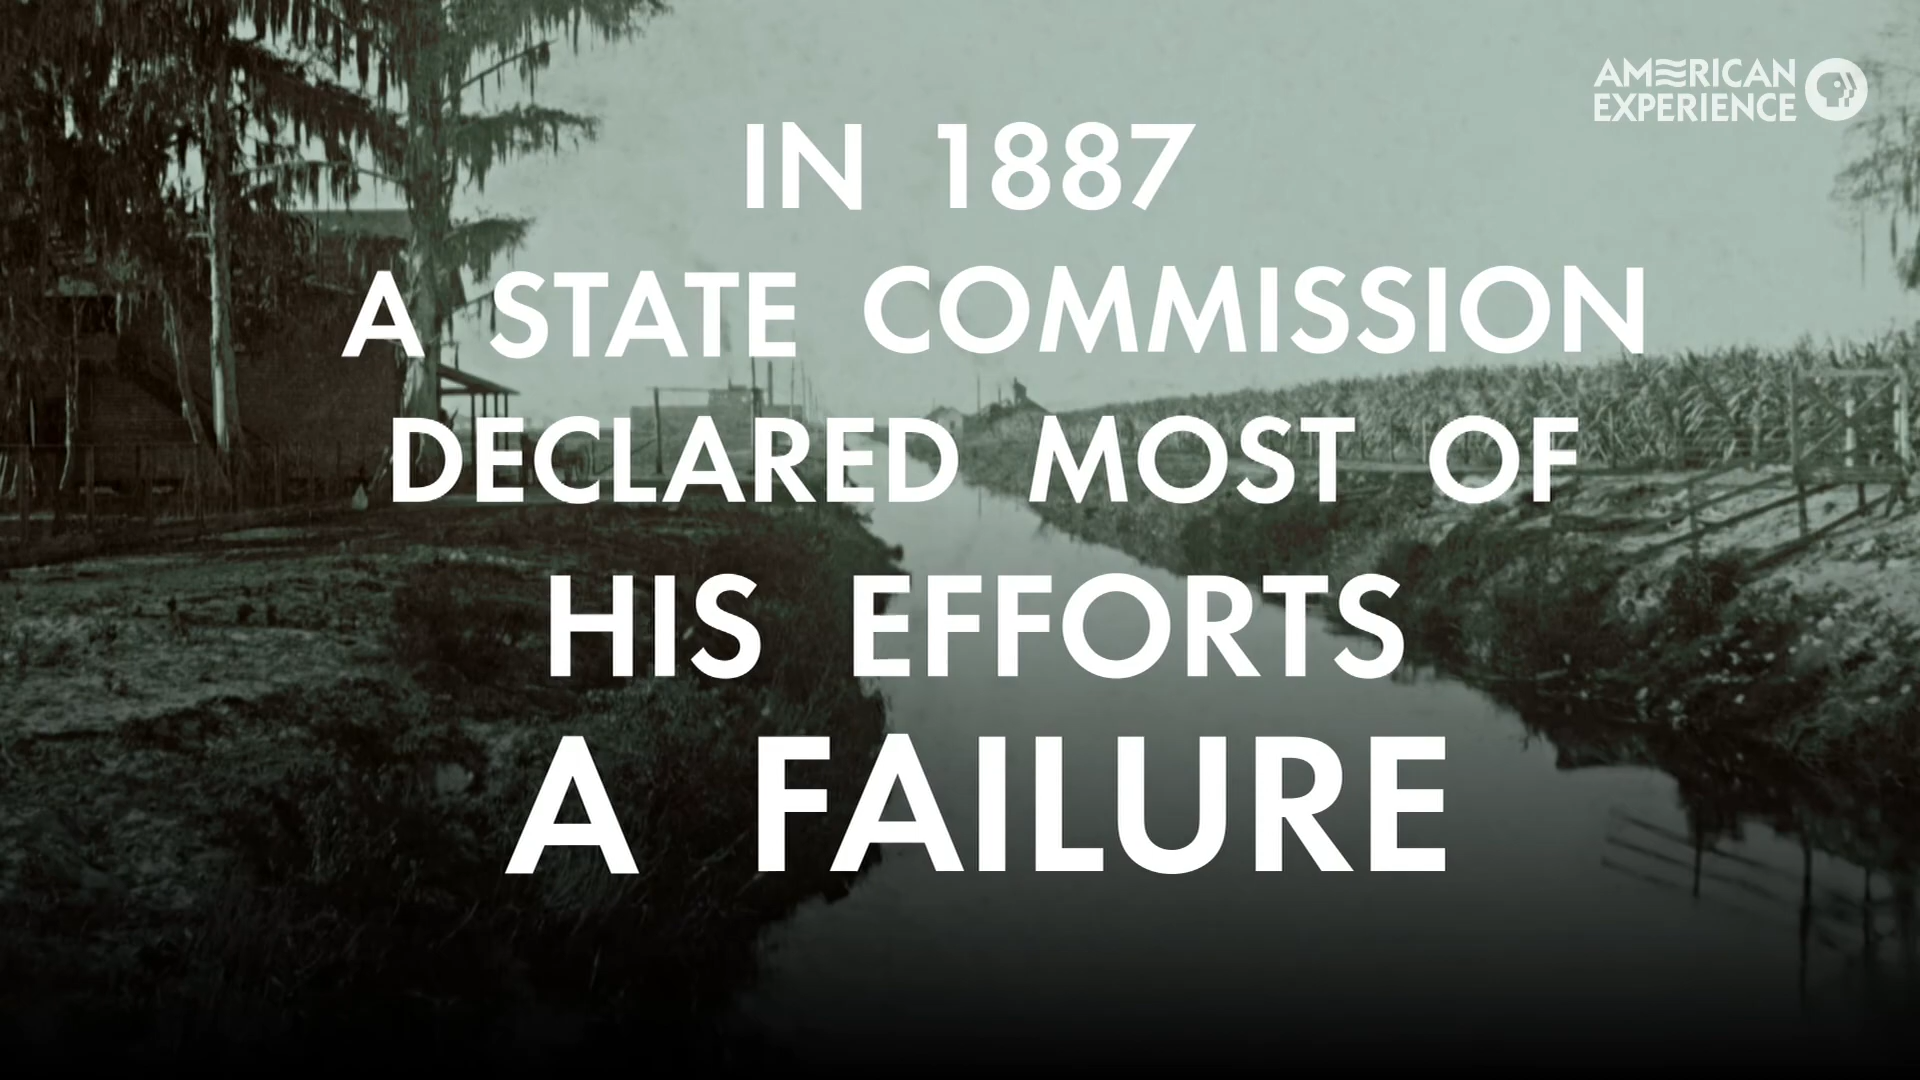 AMERICAN
EXPERIENCE
IN 1887
A STATE COMMISSION
DECLARED MOST OF
HIS EFFORTS
A FAILURE